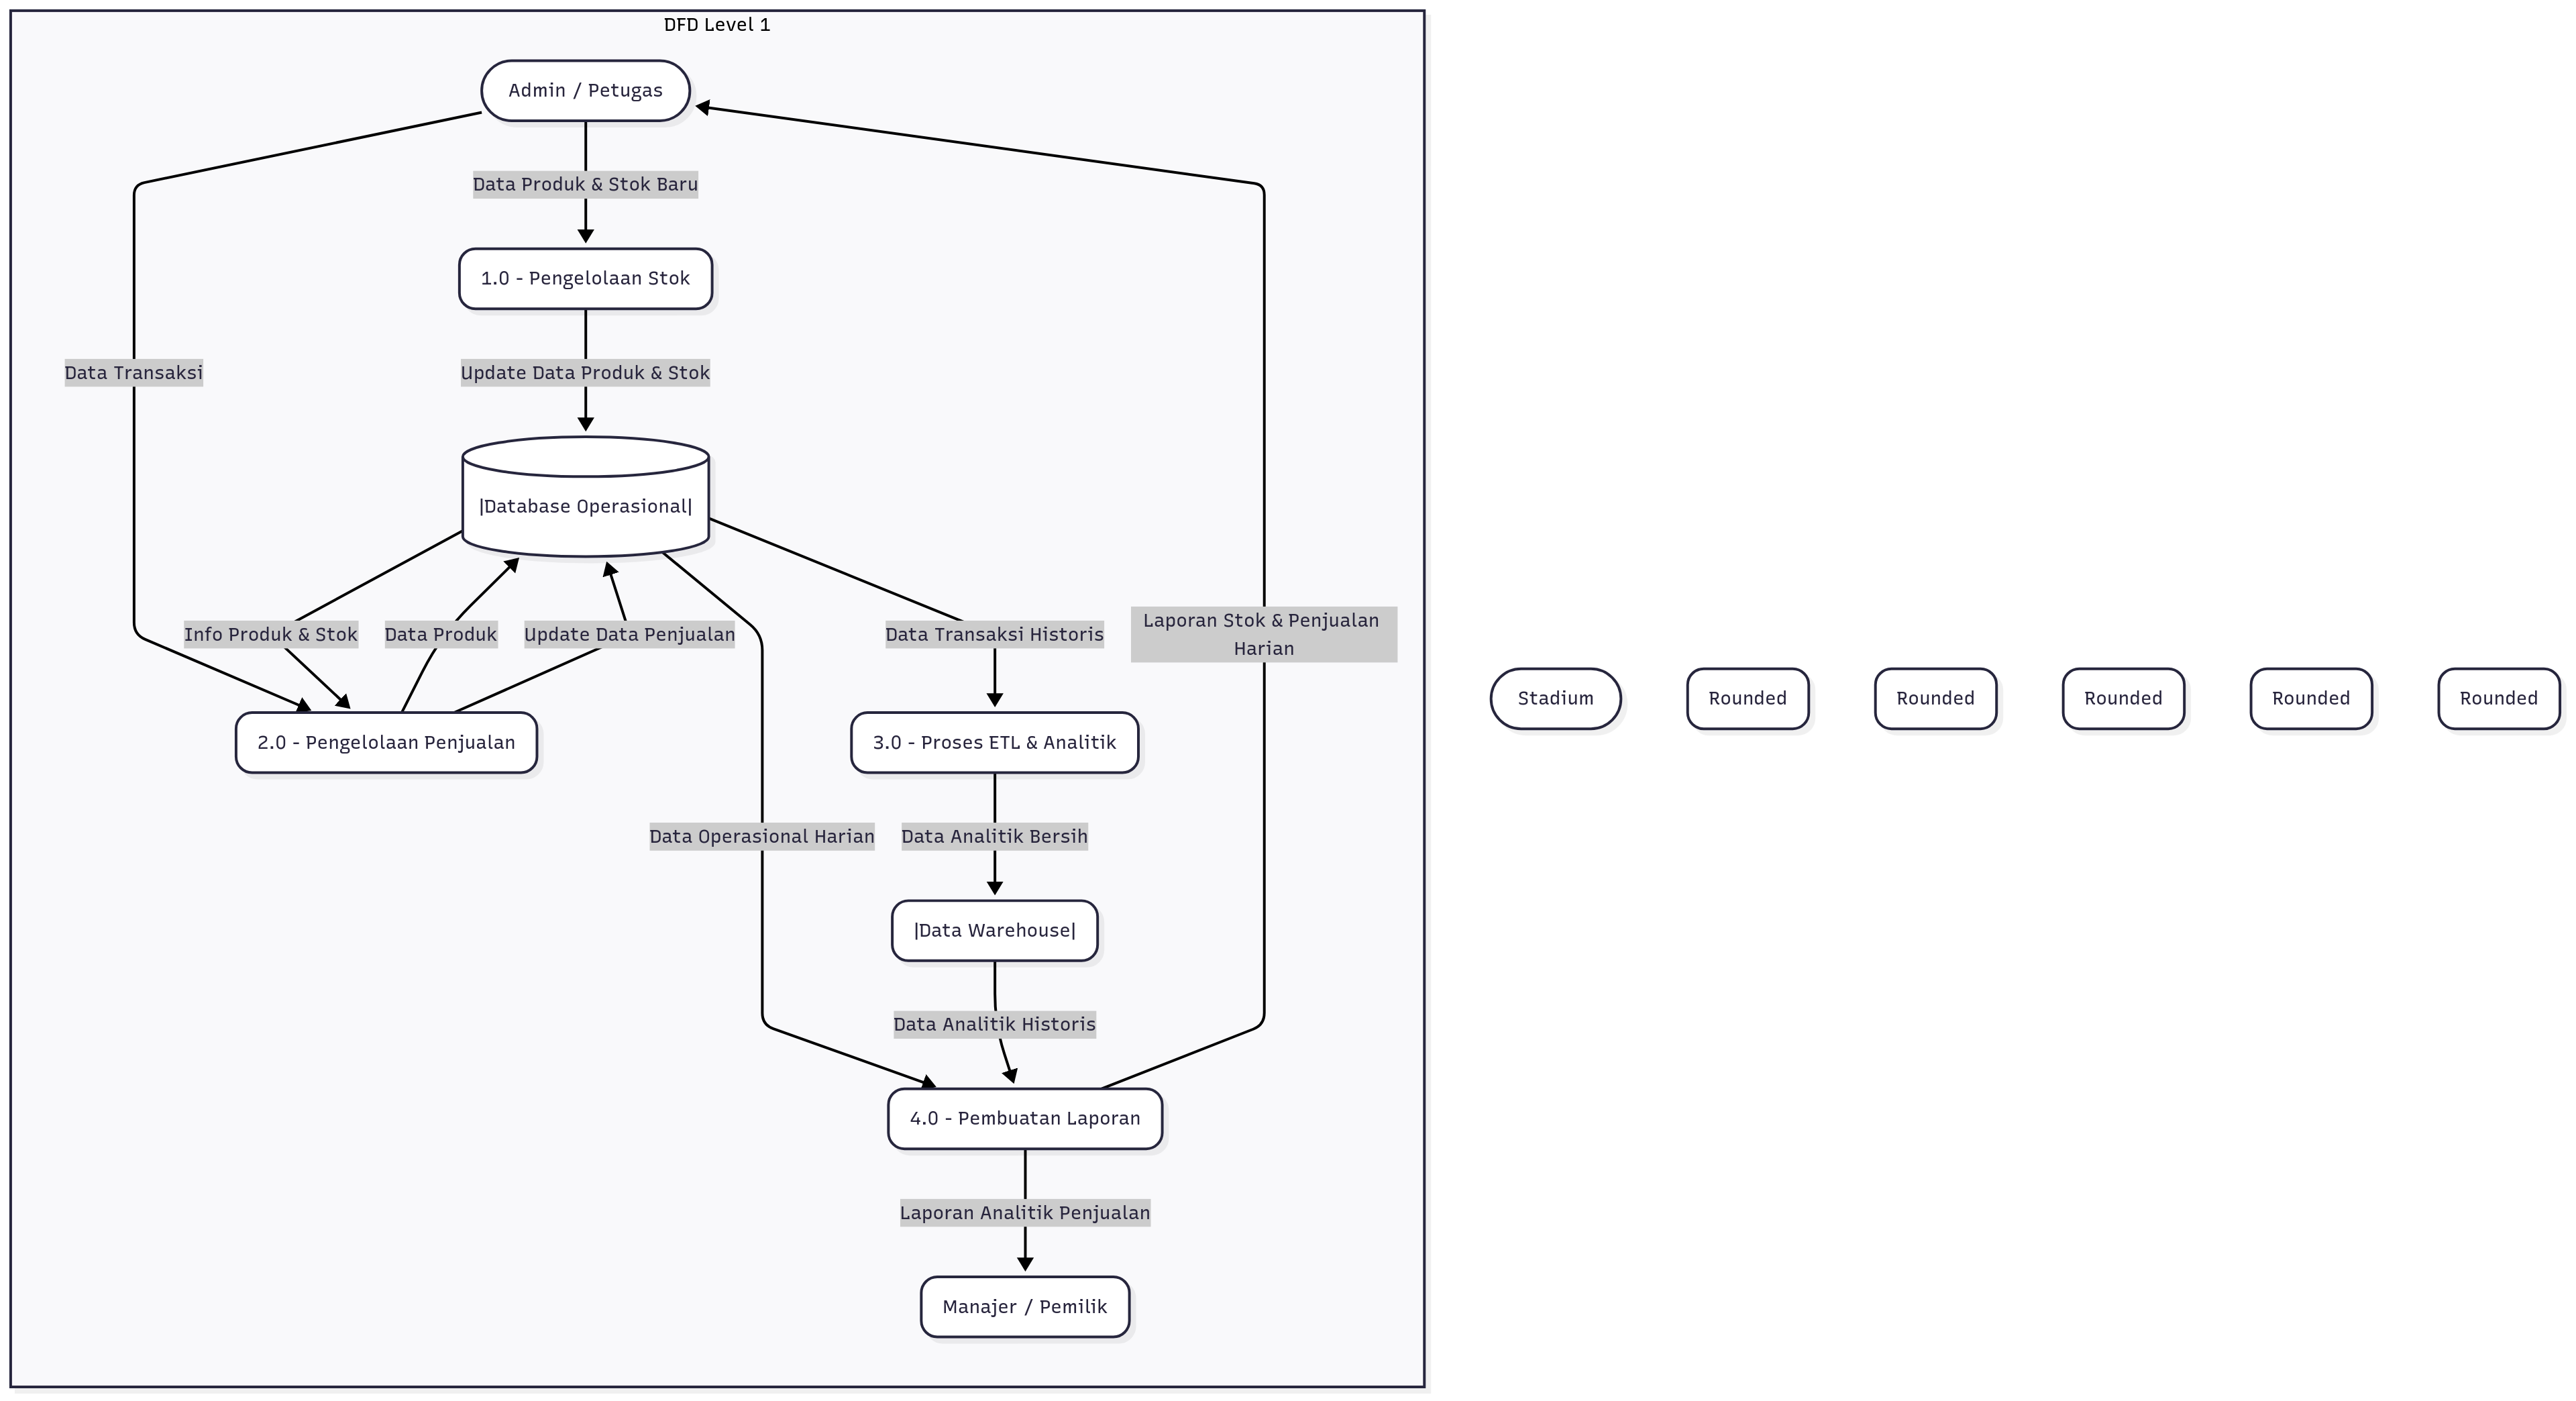 DFD Level 1
Admin / Petugas
Data Produk & Stok Baru
1.0 - Pengelolaan Stok
Data Transaksi
Update Data Produk & Stok
|Database Operasional|
Info Produk & Stok
Data Produk
Update Data Penjualan
Data Transaksi Historis
Laporan Stok & Penjualan
Harian
2.0 - Pengelolaan Penjualan
3.0 - Proses ETL & Analitik
Data Operasional Harian
Data Analitik Bersih
|Data Warehouse|
Data Analitik Historis
4.0 - Pembuatan Laporan
Laporan Analitik Penjualan
Manajer / Pemilik
Stadium
Rounded
Rounded
Rounded
Rounded
Rounded